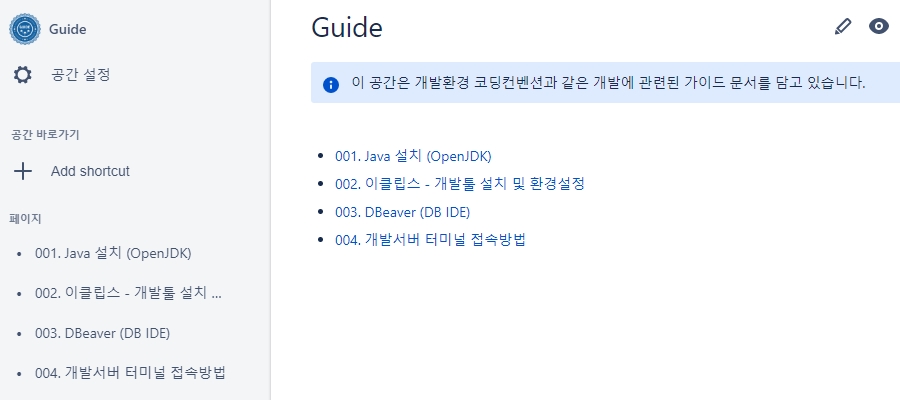 Guide
공간 설정
공간 바로가기
Add shortcut
페이지
• 001. Java 설치 (OpenJDK)
• 002. 이클립스 - 개발툴 설치 ...
• 003. DBeaver (DB IDE)
• 004. 개발서버 터미널 접속방법
Guide
이 공간은 개발환경 코딩컨벤션과 같은 개발에 관련된 가이드 문서를 담고 있습니다.
• 001. Java 설치 (OpenJDK)
• 002. 이클립스 - 개발툴 설치 및 환경설정
• 003. DBeaver (DB IDE)
• 004. 개발서버 터미널 접속방법